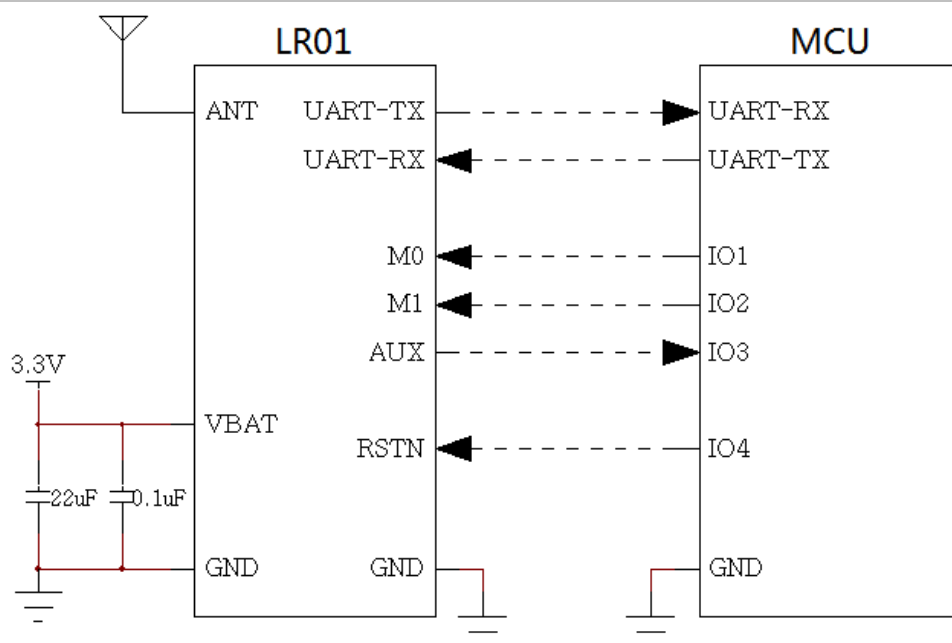 LR01
MCU
ANT
UART-TX
UART-RX
UART-RX
UART-TX
M0
IO1
M1
IO2
AUX
IO3
3.3V
VBAT
RSTN
IO4
22uF
0.1uF
GND
GND
GND